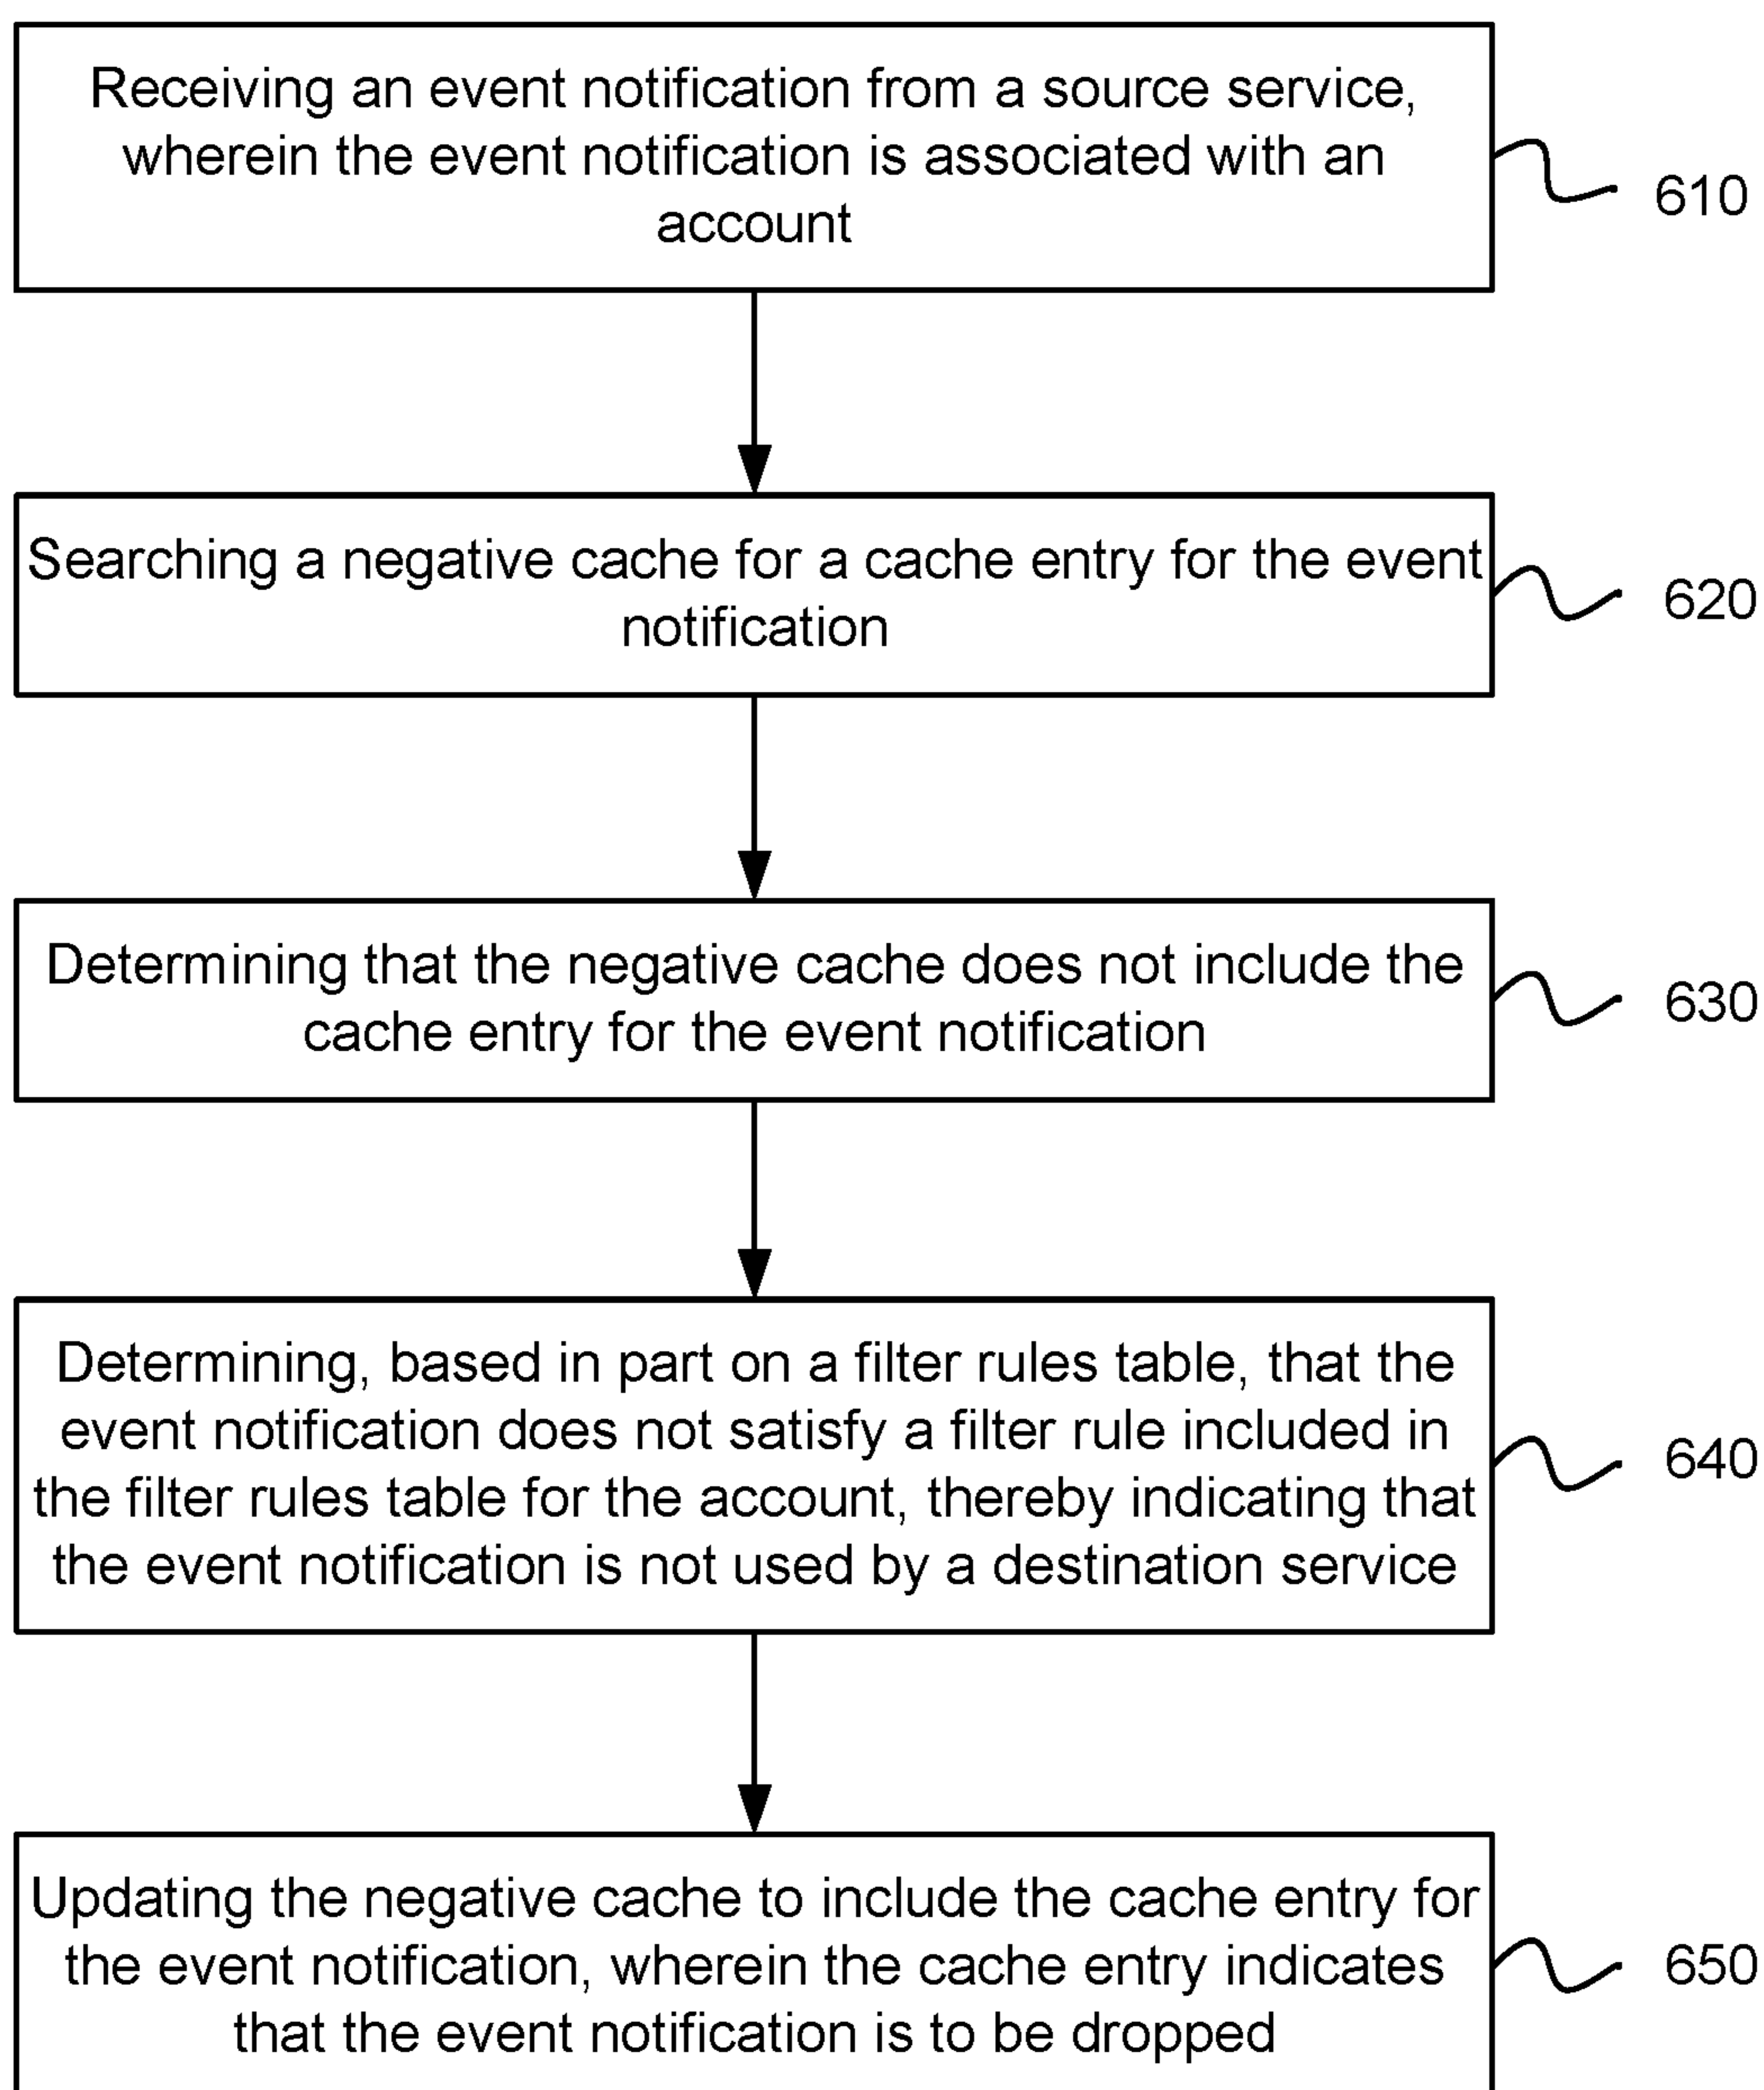 Receiving an event notification from a source service,
wherein the event notification is associated with an
account
610
Searching a negative cache for a cache entry for the event
notification
620
Determining that the negative cache does not include the
cache entry for the event notification
630
Determining, based in part on a filter rules table, that the
event notification does not satisfy a filter rule included in
the filter rules table for the account, thereby indicating that
the event notification is not used by a destination service
640
Updating the negative cache to include the cache entry for
the event notification, wherein the cache entry indicates
that the event notification is to be dropped
650